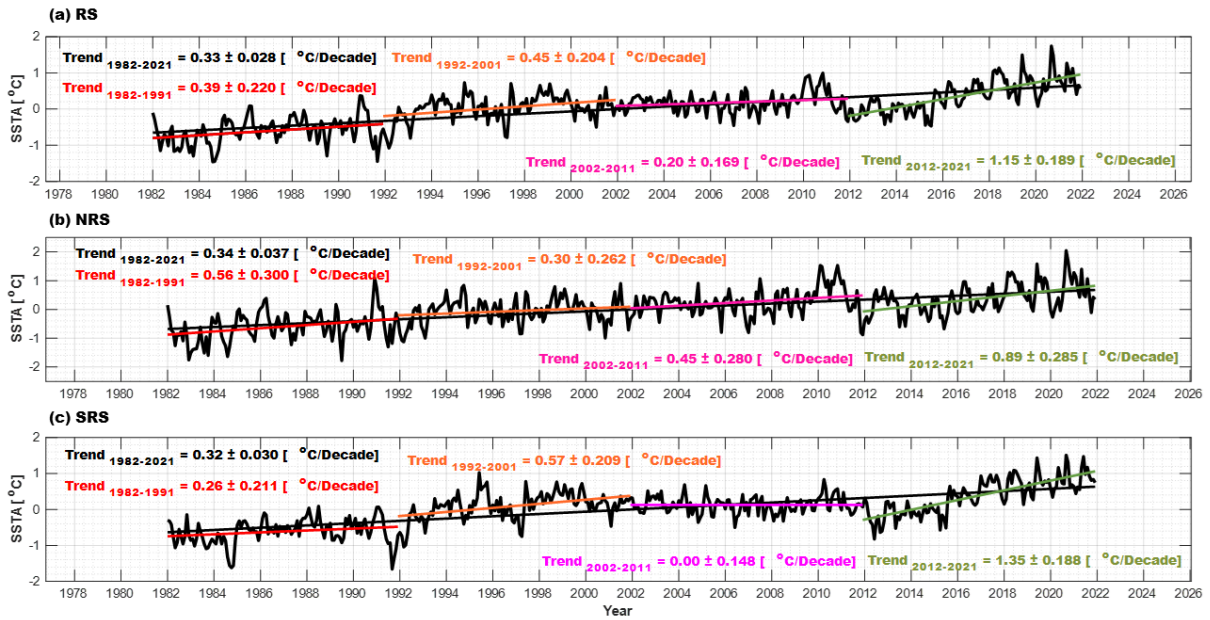 (a) RS
2
1
0
-1
-2
SSTA [ °C]
Trend 1982-2021 = 0.33 ± 0.028 [ °C/Decade]
Trend 1992-2001 = 0.45 ± 0.204 [ °C/Decade]
Trend 1982-1991 = 0.39 ± 0.220 [ °C/Decade]
Trend 2002-2011 = 0.20 ± 0.169 [ °C/Decade]
Trend 2012-2021 = 1.15 ± 0.189 [ °C/Decade]
1978 1980 1982 1984 1986 1988 1990 1992 1994 1996 1998 2000 2002 2004 2006 2008 2010 2012 2014 2016 2018 2020 2022 2024 2026
(b) NRS
2
1
0
-1
-2
SSTA [ °C]
Trend 1982-2021 = 0.34 ± 0.037 [ °C/Decade]
Trend 1992-2001 = 0.30 ± 0.262 [ °C/Decade]
Trend 1982-1991 = 0.56 ± 0.300 [ °C/Decade]
Trend 2002-2011 = 0.45 ± 0.280 [ °C/Decade]
Trend 2012-2021 = 0.89 ± 0.285 [ °C/Decade]
1978 1980 1982 1984 1986 1988 1990 1992 1994 1996 1998 2000 2002 2004 2006 2008 2010 2012 2014 2016 2018 2020 2022 2024 2026
(c) SRS
2
1
0
-1
-2
SSTA [ °C]
Trend 1982-2021 = 0.32 ± 0.030 [ °C/Decade]
Trend 1992-2001 = 0.57 ± 0.209 [ °C/Decade]
Trend 1982-1991 = 0.26 ± 0.211 [ °C/Decade]
Trend 2002-2011 = 0.00 ± 0.148 [ °C/Decade]
Trend 2012-2021 = 1.35 ± 0.188 [ °C/Decade]
1978 1980 1982 1984 1986 1988 1990 1992 1994 1996 1998 2000 2002 2004 2006 2008 2010 2012 2014 2016 2018 2020 2022 2024 2026
Year